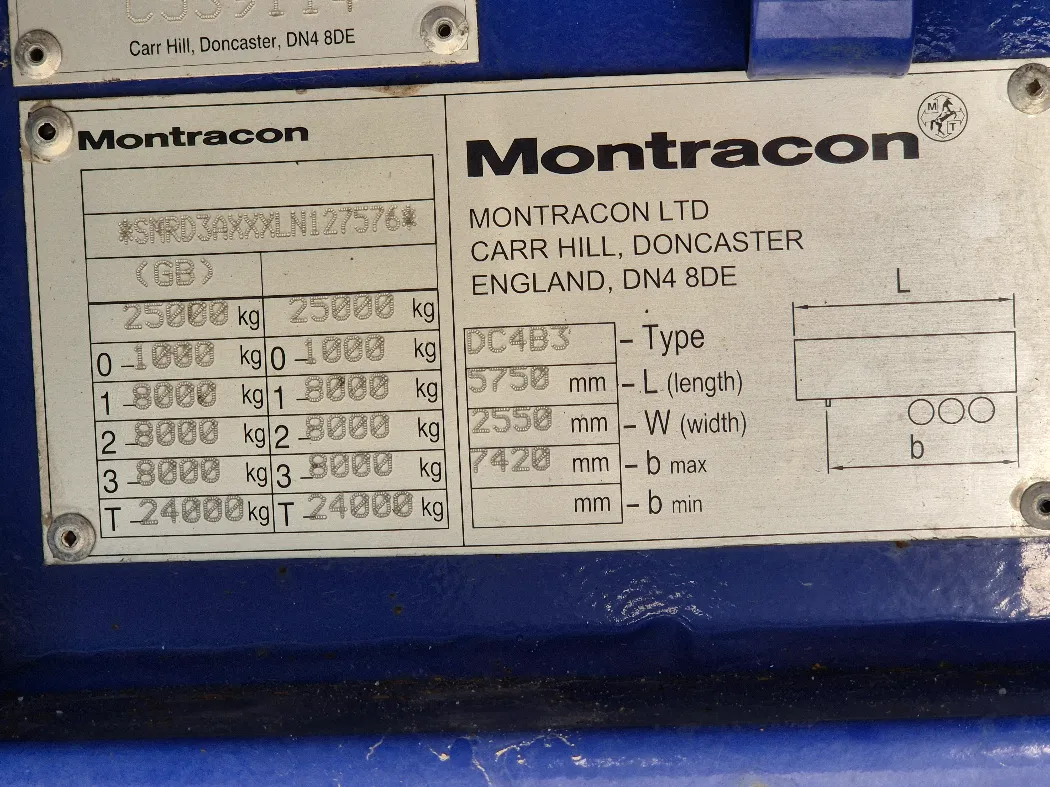 Carr Hill, Doncaster, DN4 8DE
Montracon
*SMRD3AXXXLN127576*
(GB)
25000 kg 25000 kg
0 -1000 kg 0 -1000 kg
1 -8000 kg 1 -8000 kg
2 -8000 kg 2 -8000 kg
3 -8000 kg 3 -8000 kg
T -24000 kg T -24000 kg
Montracon
M
T
MONTRACON LTD
CARR HILL, DONCASTER
ENGLAND, DN4 8DE
DC4B3 - Type
5750 mm - L (length)
2550 mm - W (width)
7420 mm - b max
mm - b min
L
b